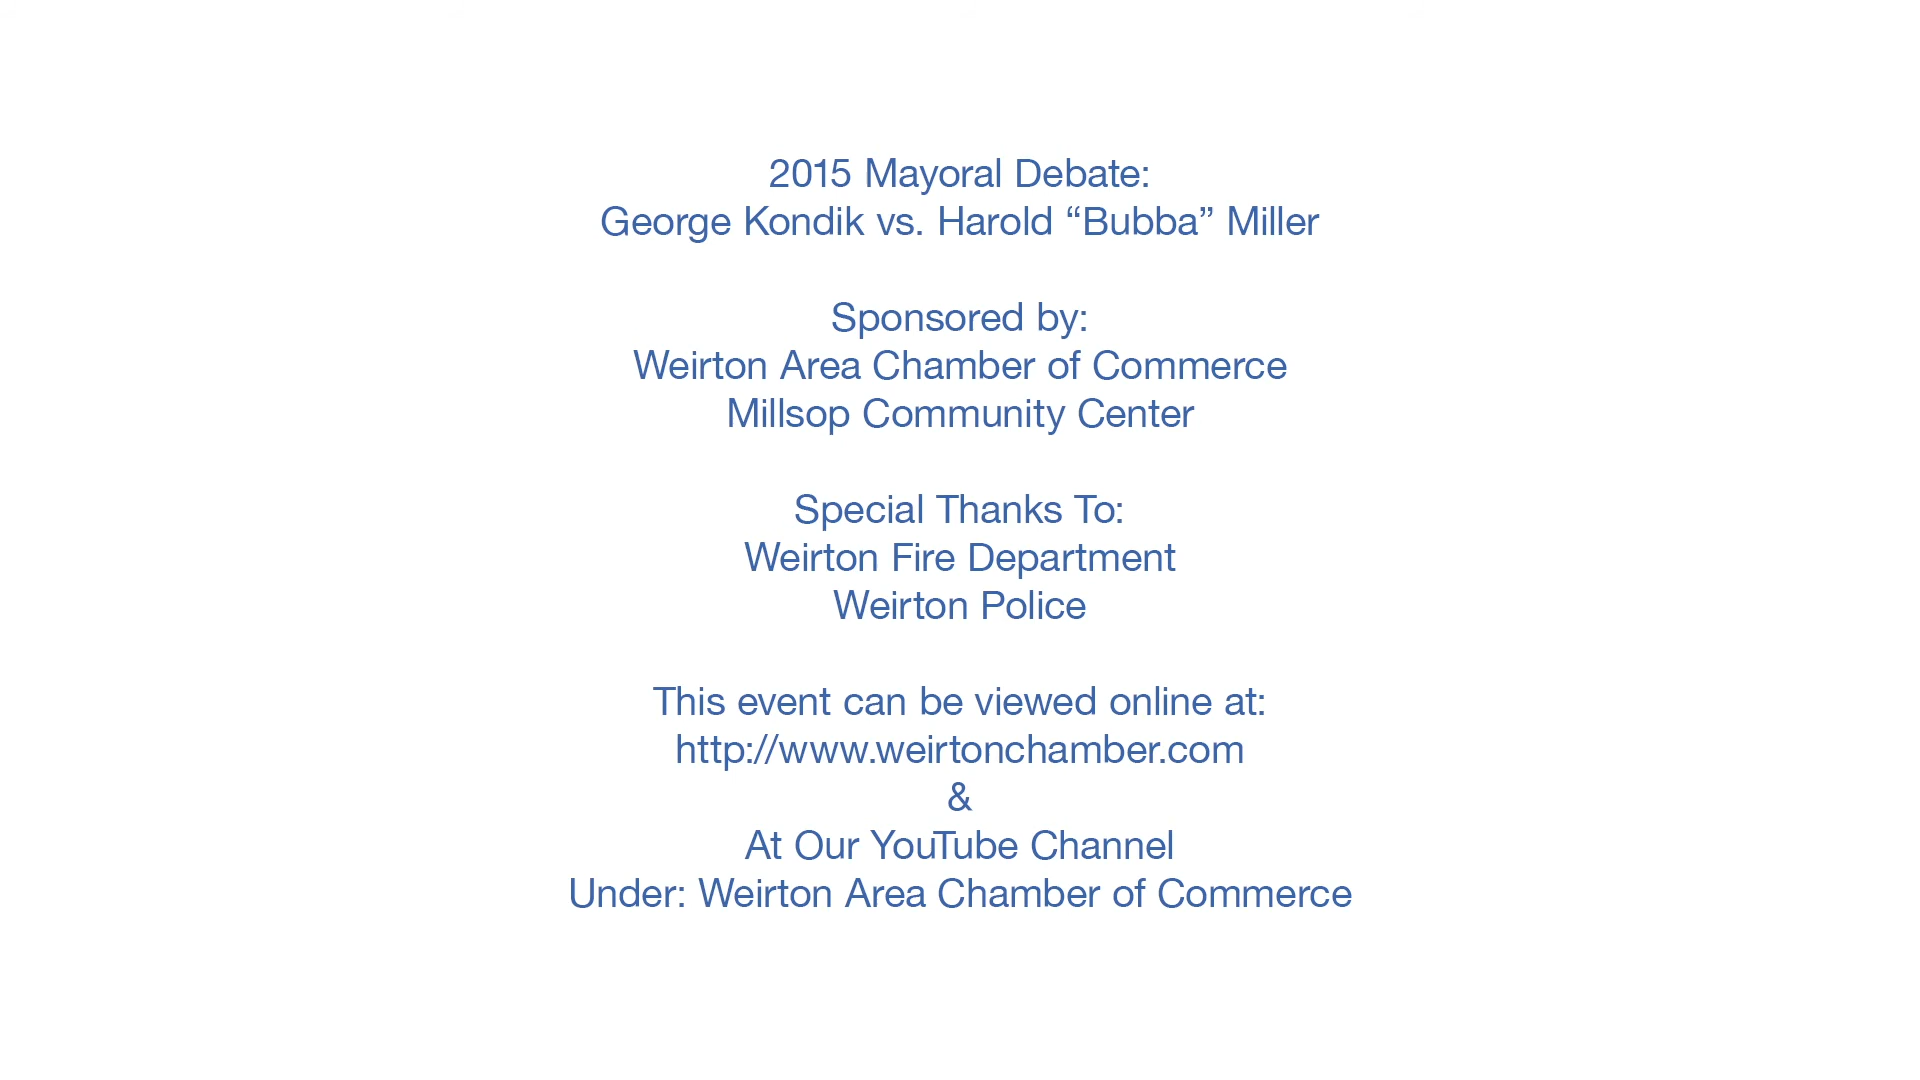 2015 Mayoral Debate:
George Kondik vs. Harold “Bubba” Miller
Sponsored by:
Weirton Area Chamber of Commerce
Millsop Community Center
Special Thanks To:
Weirton Fire Department
Weirton Police
This event can be viewed online at:
http://www.weirtonchamber.com
&
At Our YouTube Channel
Under: Weirton Area Chamber of Commerce